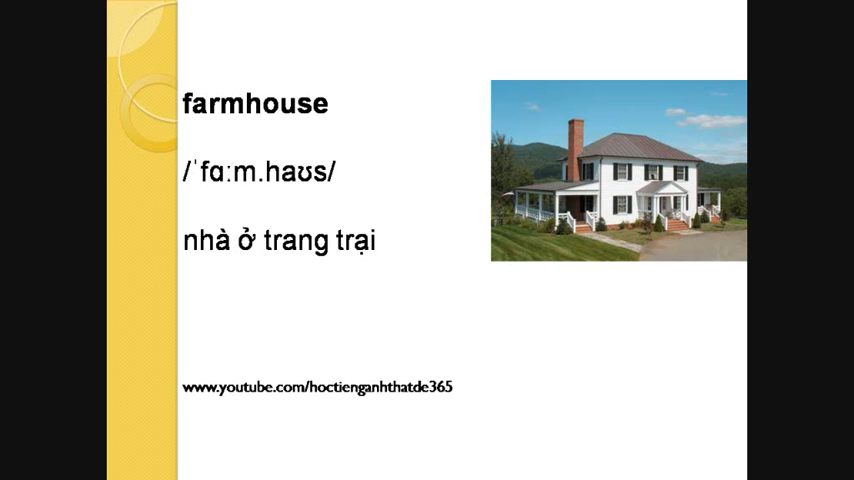 farmhouse
/ˈfɑːm.haʊs/
nhà ở trang trại
www.youtube.com/hoctienganhthatde365